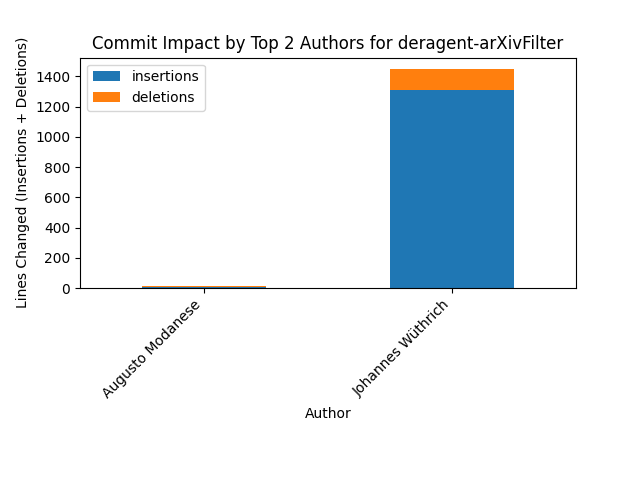 Commit Impact by Top 2 Authors for deragent-arXivFilter
insertions
deletions
Lines Changed (Insertions + Deletions)
1400
1200
1000
800
600
400
200
0
Augusto Modanese
Johannes Wüthrich
Author